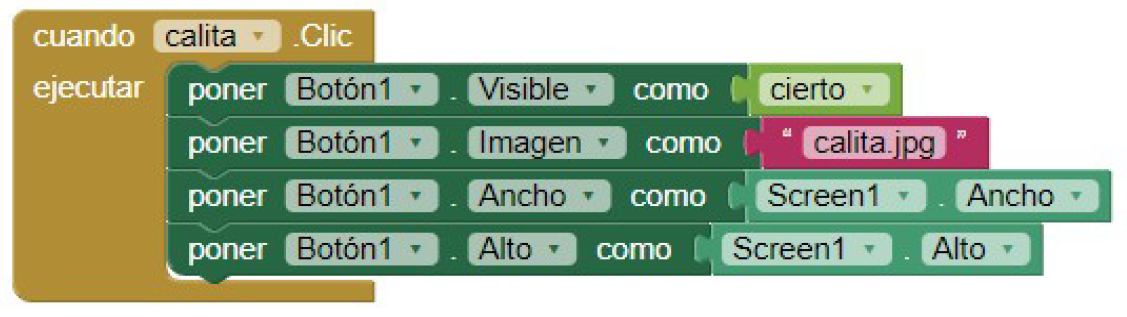 cuando calita .Clic
ejecutar poner Botón1 . Visible como cierto
poner Botón1 . Imagen como “ calita.jpg ”
poner Botón1 . Ancho como Screen1 . Ancho
poner Botón1 . Alto como Screen1 . Alto